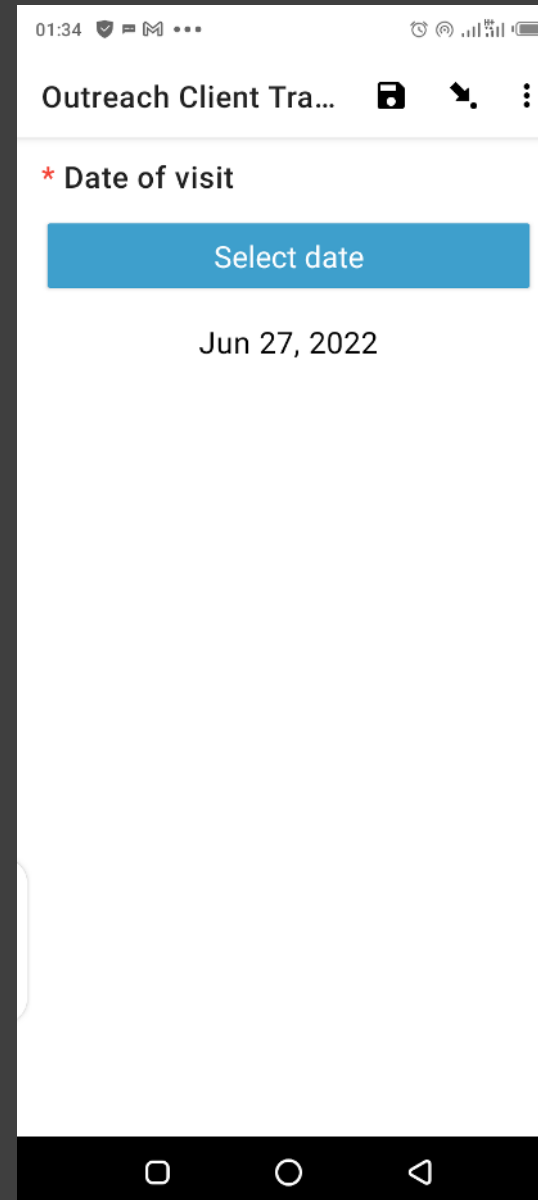 01:34
Outreach Client Tra...
* Date of visit
Select date
Jun 27, 2022